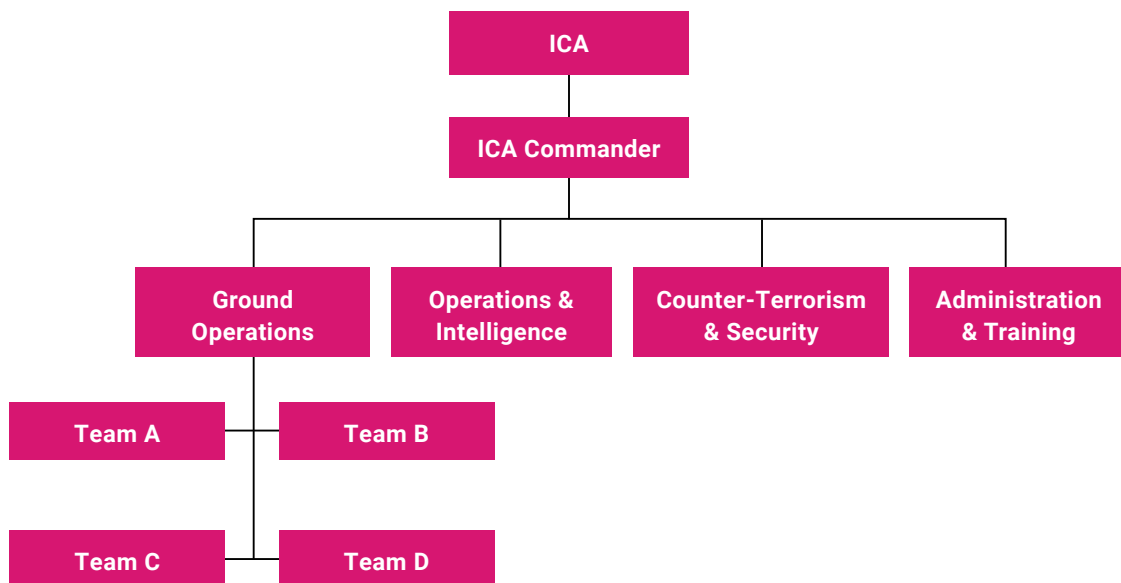 ICA
ICA Commander
Ground
Operations
Operations &
Intelligence
Counter-Terrorism
& Security
Administration
& Training
Team A
Team B
Team C
Team D